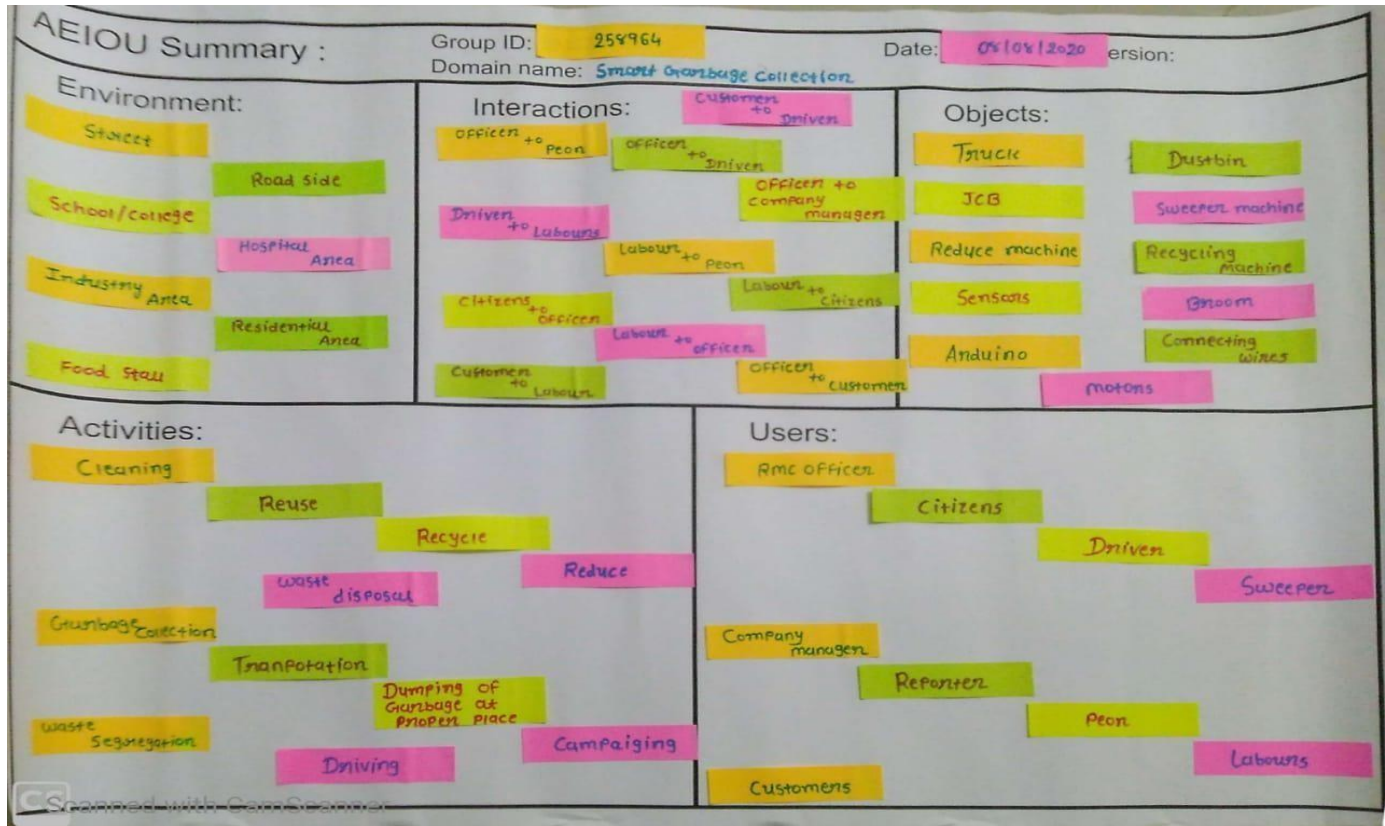 AEIOU Summary :
Group ID: 258964
Date: 08/08/2020 ersion:
Domain name: Smart Garbage Collection
Environment:
Street
Road side
School/college
Hospital
Area
Industry
Area
Residential
Area
Food Stall
Interactions:
Customer
to
Driver
Officer
to
Peon
Officer
to
Driver
Officer to
Company
manager
Driver
to Labours
Labour to
Peon
Labour to
Citizens
Citizens
to
Officer
Labour to
officer
Customer
to
Labour
Officer
to
Customer
Objects:
Truck
Dustbin
JCB
Sweeper machine
Reduce machine
Recycling
machine
Sensors
Broom
Arduino
Connecting
wires
motors
Activities:
Cleaning
Reuse
Recycle
Reduce
Waste
disposal
Garbage
Collection
Tranpotation
Dumping of
Garbage at
Proper place
Waste
Segregation
Campaiging
Driving
Users:
RMC Officer
Citizens
Driver
Sweeper
Company
manager
Reporter
Peon
Labours
Customers
CS Scanned with CamScanner